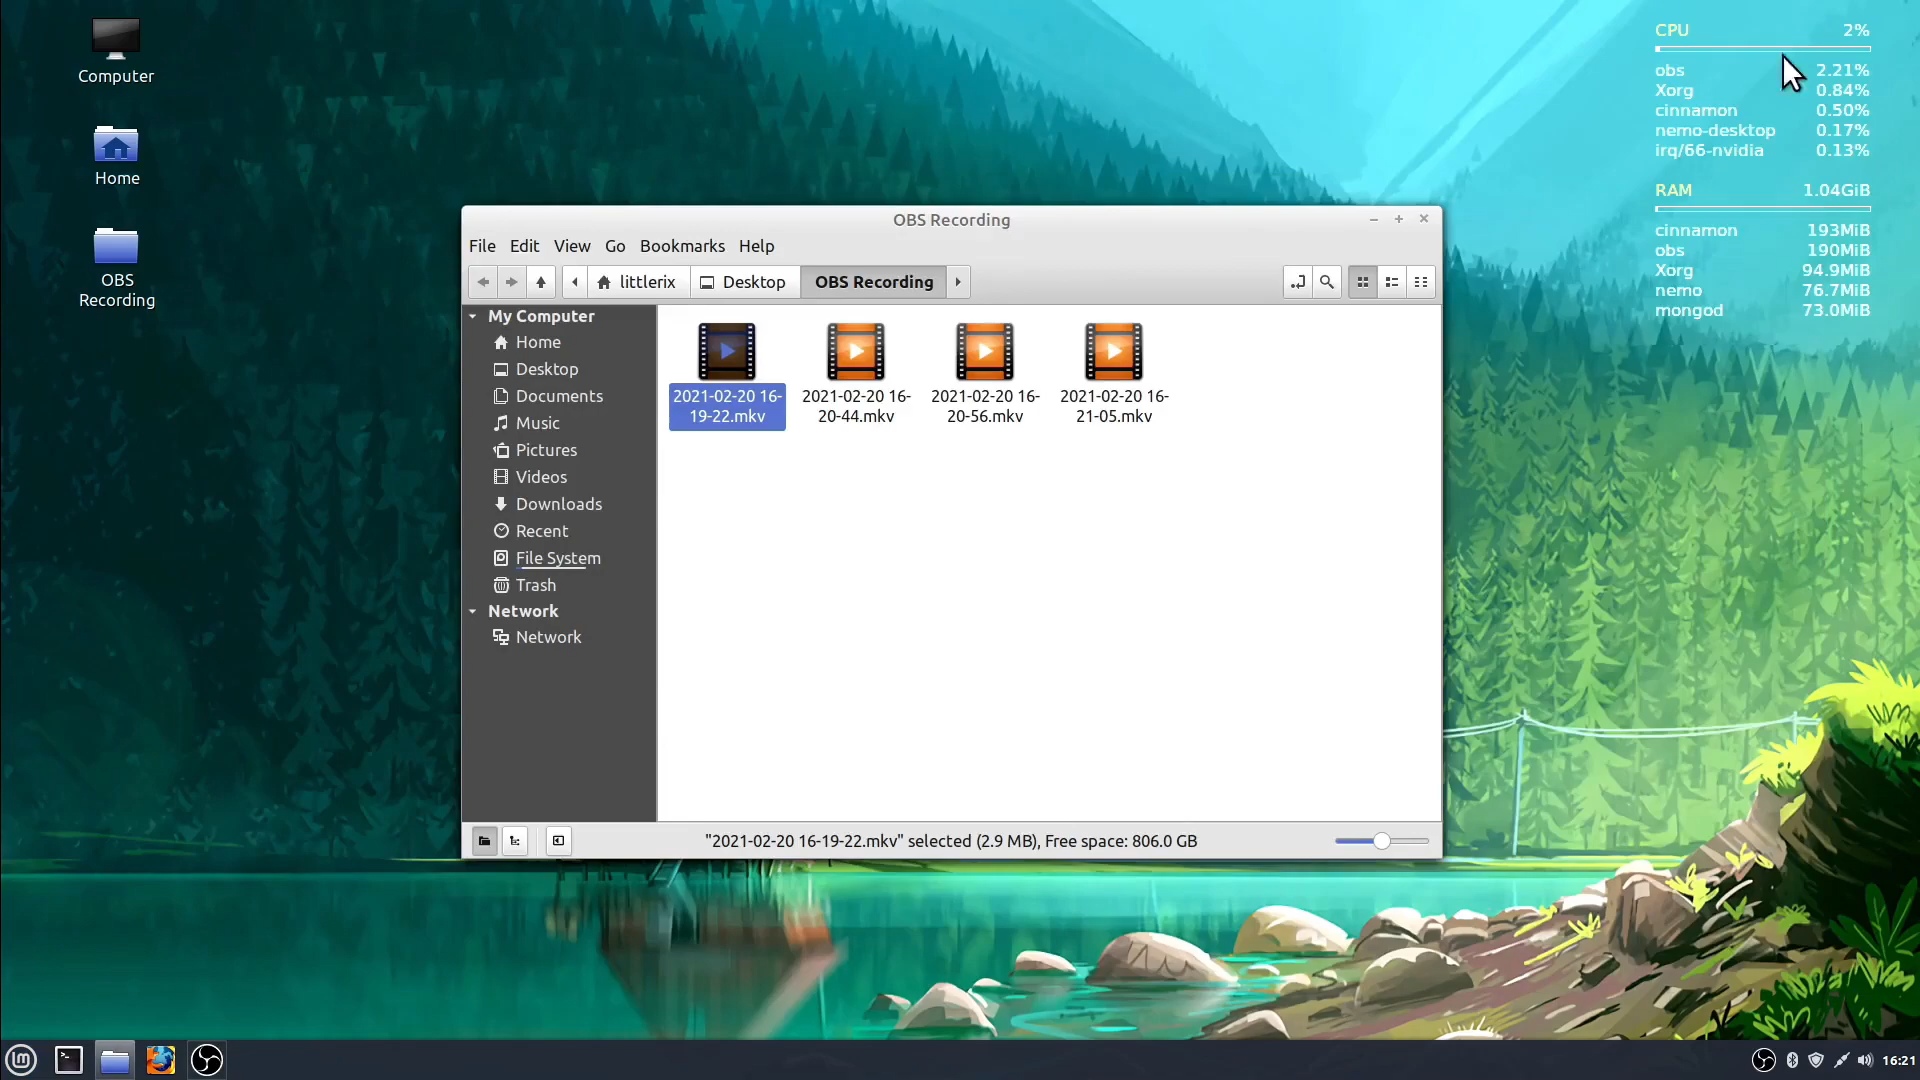 Computer
Home
OBS
Recording
CPU 2%
obs 2.21%
Xorg 0.84%
cinnamon 0.50%
nemo-desktop 0.17%
irq/66-nvidia 0.13%
RAM 1.04GiB
cinnamon 193MiB
obs 190MiB
Xorg 94.9MiB
nemo 76.7MiB
mongod 73.0MiB
OBS Recording
File Edit View Go Bookmarks Help
littlerix Desktop OBS Recording
My Computer
Home
Desktop
Documents
Music
Pictures
Videos
Downloads
Recent
File System
Trash
Network
Network
2021-02-20 16-
19-22.mkv
2021-02-20 16-
20-44.mkv
2021-02-20 16-
20-56.mkv
2021-02-20 16-
21-05.mkv
"2021-02-20 16-19-22.mkv" selected (2.9 MB), Free space: 806.0 GB
16:21